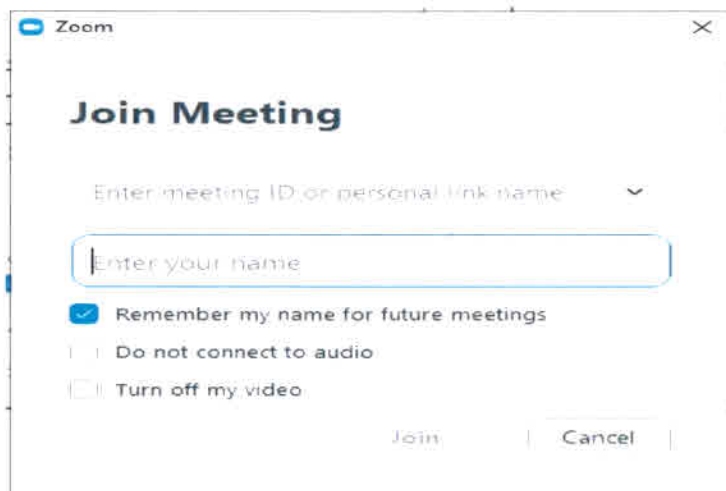 Zoom
Join Meeting
Enter meeting ID or personal link name
Enter your name
Remember my name for future meetings
Do not connect to audio
Turn off my video
Join Cancel